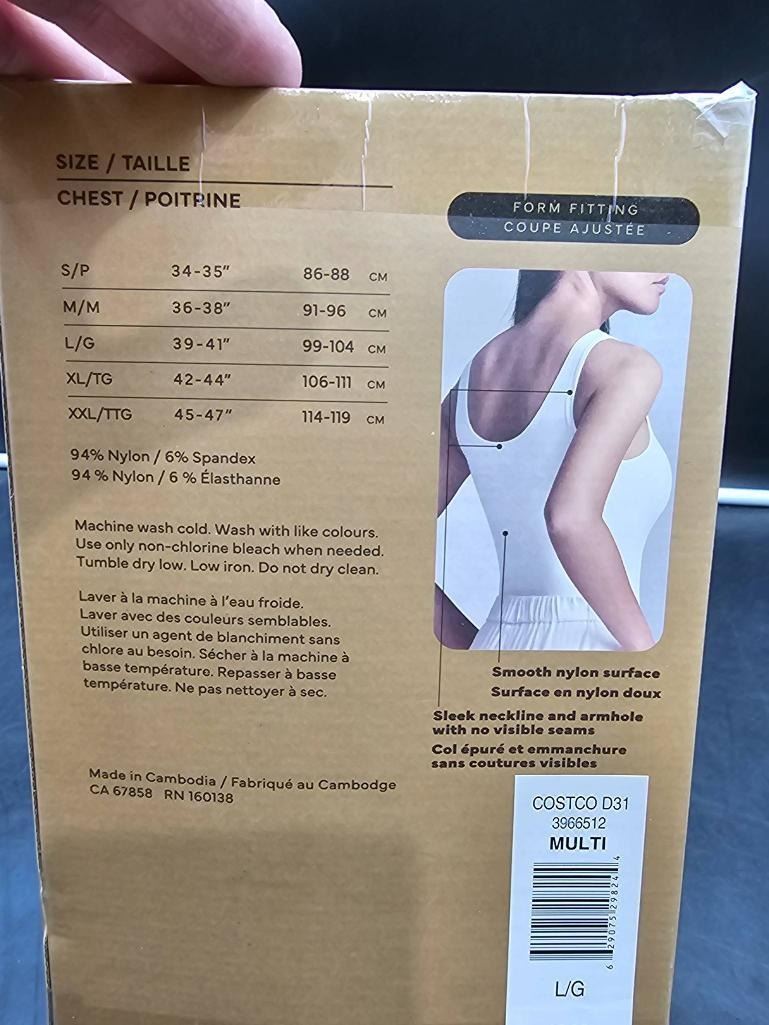 SIZE / TAILLE
CHEST / POITRINE
S/P 34-35" 86-88 CM
M/M 36-38" 91-96 CM
L/G 39-41" 99-104 CM
XL/TG 42-44" 106-111 CM
XXL/TTG 45-47" 114-119 CM
94% Nylon / 6% Spandex
94 % Nylon / 6 % Élasthanne
Machine wash cold. Wash with like colours.
Use only non-chlorine bleach when needed.
Tumble dry low. Low iron. Do not dry clean.
Laver à la machine à l'eau froide.
Laver avec des couleurs semblables.
Utiliser un agent de blanchiment sans
chlore au besoin. Sécher à la machine à
basse température. Repasser à basse
température. Ne pas nettoyer à sec.
Made in Cambodia / Fabriqué au Cambodge
CA 67858 RN 160138
FORM FITTING
COUPE AJUSTÉE
Smooth nylon surface
Surface en nylon doux
Sleek neckline and armhole
with no visible seams
Col épuré et emmanchure
sans coutures visibles
COSTCO D31
3966512
MULTI
6 29075 29824 4
L/G